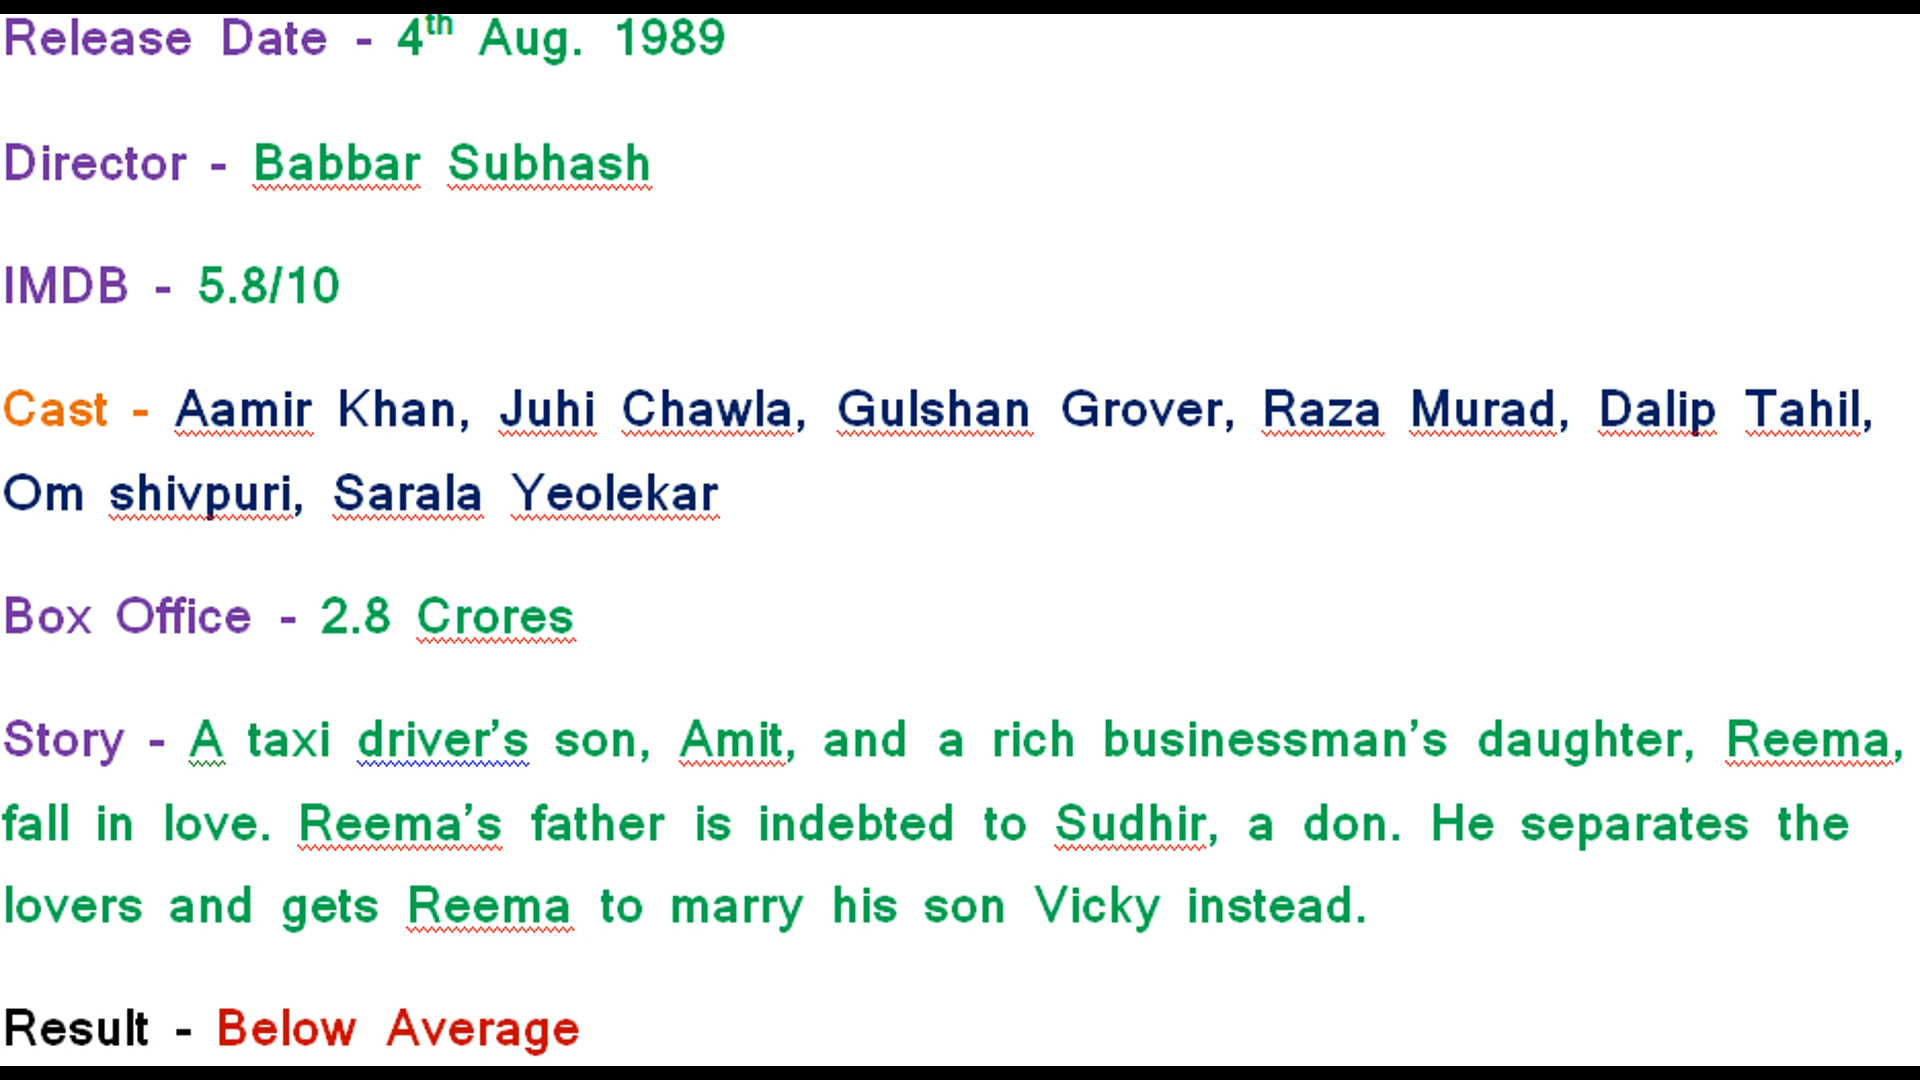 Release Date - 4th Aug. 1989
Director - Babbar Subhash
IMDB - 5.8/10
Cast - Aamir Khan, Juhi Chawla, Gulshan Grover, Raza Murad, Dalip Tahil,
Om shivpuri, Sarala Yeolekar
Box Office - 2.8 Crores
Story - A taxi driver’s son, Amit, and a rich businessman’s daughter, Reema,
fall in love. Reema’s father is indebted to Sudhir, a don. He separates the
lovers and gets Reema to marry his son Vicky instead.
Result - Below Average